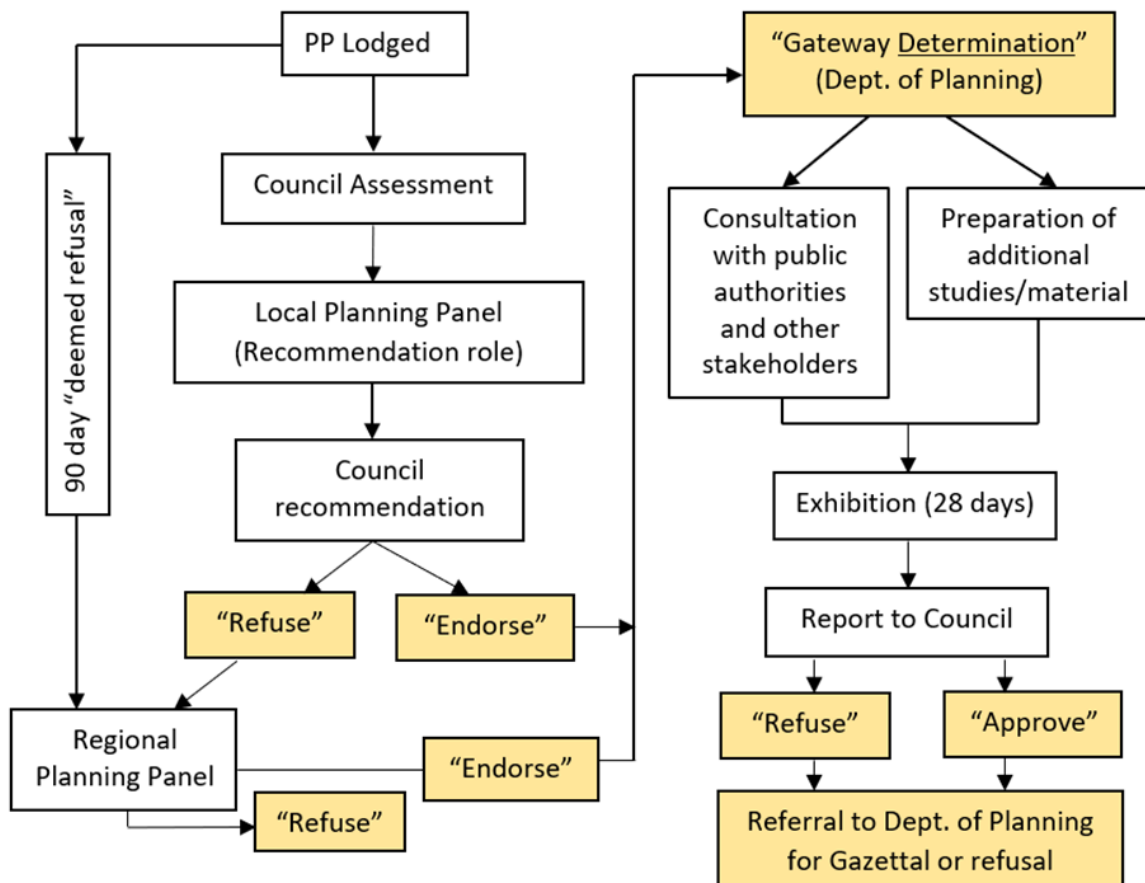 PP Lodged
90 day “deemed refusal”
Council Assessment
Local Planning Panel
(Recommendation role)
Council
recommendation
“Refuse”
“Endorse”
Regional
Planning Panel
“Endorse”
“Refuse”
“Gateway Determination”
(Dept. of Planning)
Consultation
with public
authorities
and other
stakeholders
Preparation of
additional
studies/material
Exhibition (28 days)
Report to Council
“Refuse”
“Approve”
Referral to Dept. of Planning
for Gazettal or refusal